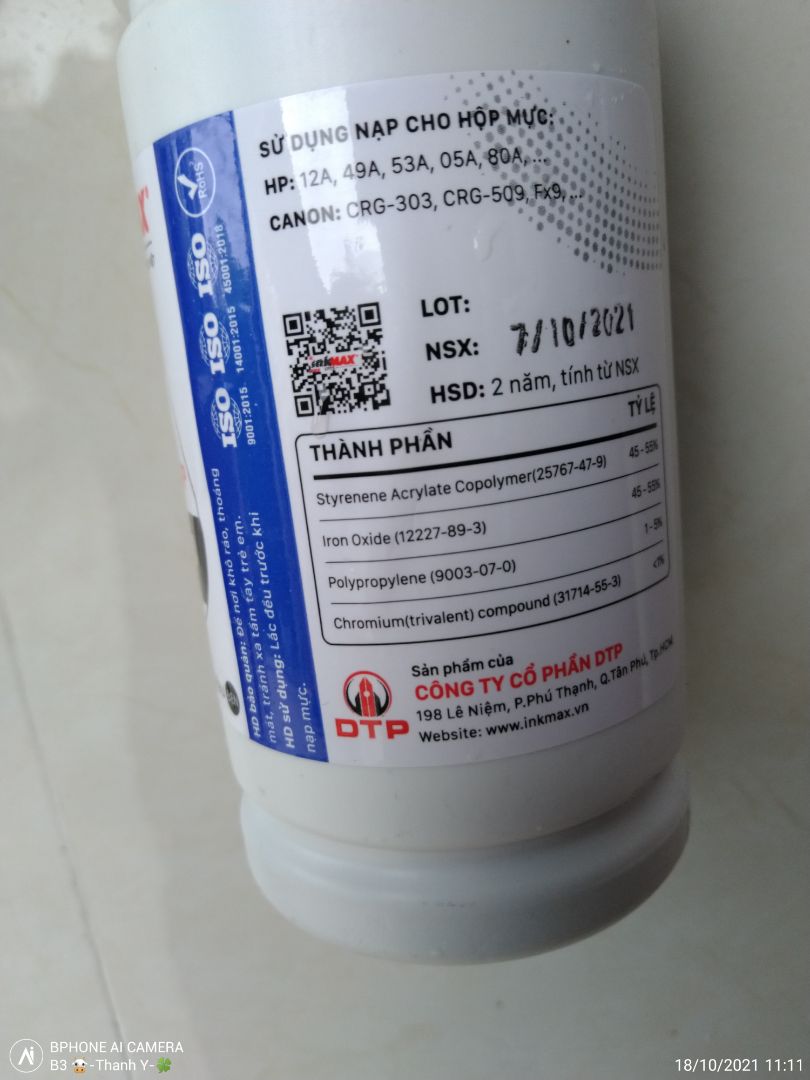 SỬ DỤNG NẠP CHO HỘP MỰC:
HP: 12A, 49A, 53A, 05A, 80A, ...
CANON: CRG-303, CRG-509, Fx9, ...
RoHS
ISO
45001:2018
ISO
14001:2015
ISO
9001:2015
INKMAX
LOT:
NSX: 7/10/2021
HSD: 2 năm, tính từ NSX
THÀNH PHẦN TỶ LỆ
Styrenene Acrylate Copolymer(25767-47-9) 45 - 55%
Iron Oxide (12227-89-3) 45 - 55%
Polypropylene (9003-07-0) 1 - 5%
Chromium(trivalent) compound (31714-55-3) <1%
HD bảo quản: Để nơi khô ráo, thoáng
mát, tránh xa tầm tay trẻ em.
HD sử dụng: Lắc đều trước khi
nạp mực.
DTP
Sản phẩm của
CÔNG TY CỔ PHẦN DTP
198 Lê Niệm, P.Phú Thạnh, Q.Tân Phú, Tp.HCM
Website: www.inkmax.vn
BPHONE AI CAMERA
B3 🐮-Thanh Y-🍀
18/10/2021 11:11